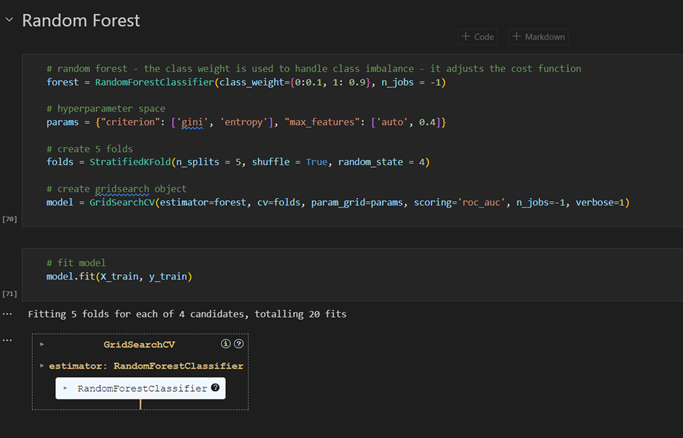 Random Forest
+ Code + Markdown
# random forest - the class weight is used to handle class imbalance - it adjusts the cost function
forest = RandomForestClassifier(class_weight={0:0.1, 1: 0.9}, n_jobs = -1)
# hyperparameter space
params = {"criterion": ['gini', 'entropy'], "max_features": ['auto', 0.4]}
# create 5 folds
folds = StratifiedKFold(n_splits = 5, shuffle = True, random_state = 4)
# create gridsearch object
model = GridSearchCV(estimator=forest, cv=folds, param_grid=params, scoring='roc_auc', n_jobs=-1, verbose=1)
[70]
# fit model
model.fit(X_train, y_train)
[71]
... Fitting 5 folds for each of 4 candidates, totalling 20 fits
...
GridSearchCV i ?
estimator: RandomForestClassifier
RandomForestClassifier ?